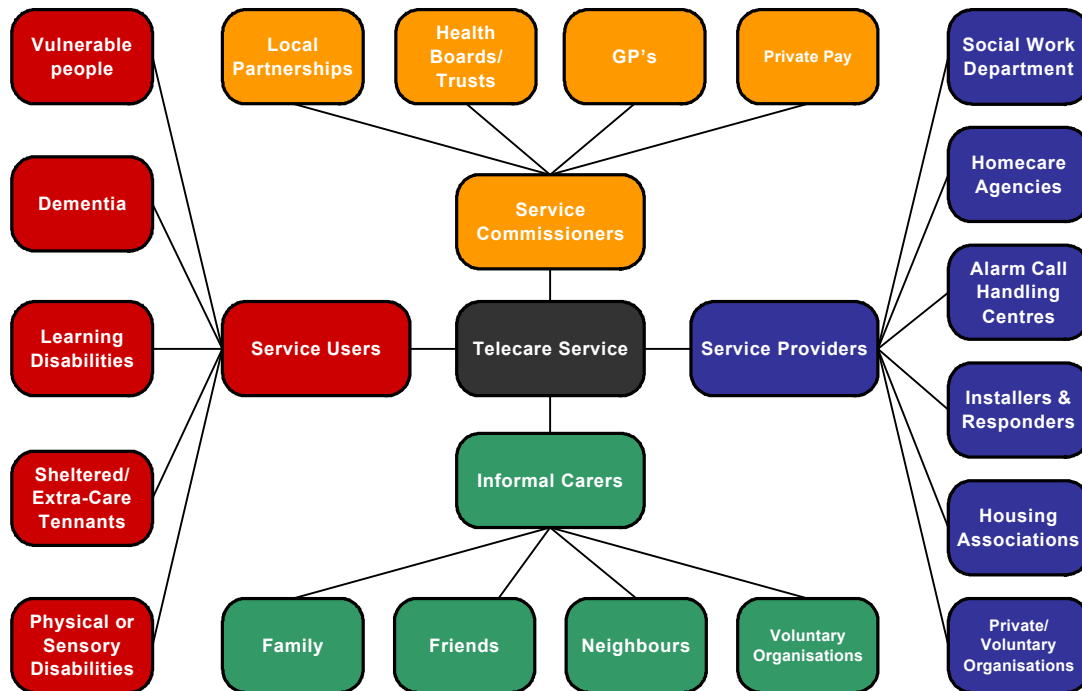 Vulnerable
people
Local
Partnerships
Health
Boards/
Trusts
GP's
Private Pay
Social Work
Department
Dementia
Service
Commissioners
Homecare
Agencies
Alarm Call
Handling
Centres
Learning
Disabilities
Service Users
Telecare Service
Service Providers
Installers &
Responders
Sheltered/
Extra-Care
Tennants
Informal Carers
Housing
Associations
Physical or
Sensory
Disabilities
Family
Friends
Neighbours
Voluntary
Organisations
Private/
Voluntary
Organisations